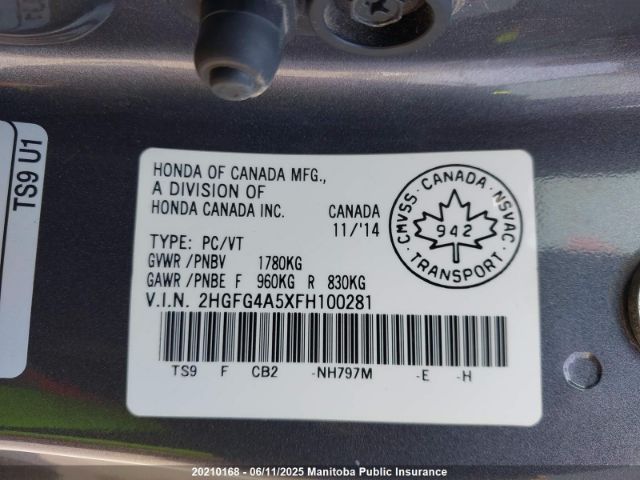 TS9 U1
HONDA OF CANADA MFG.,
A DIVISION OF
HONDA CANADA INC. CANADA
11/'14
TYPE: PC/VT
GVWR /PNBV 1780KG
GAWR /PNBE F 960KG R 830KG
V.I.N. 2HGFG4A5XFH100281
TS9 F CB2 -NH797M -E -H
CMVSS · CANADA · NSVAC
942
TRANSPORT
20210168 - 06/11/2025 Manitoba Public Insurance